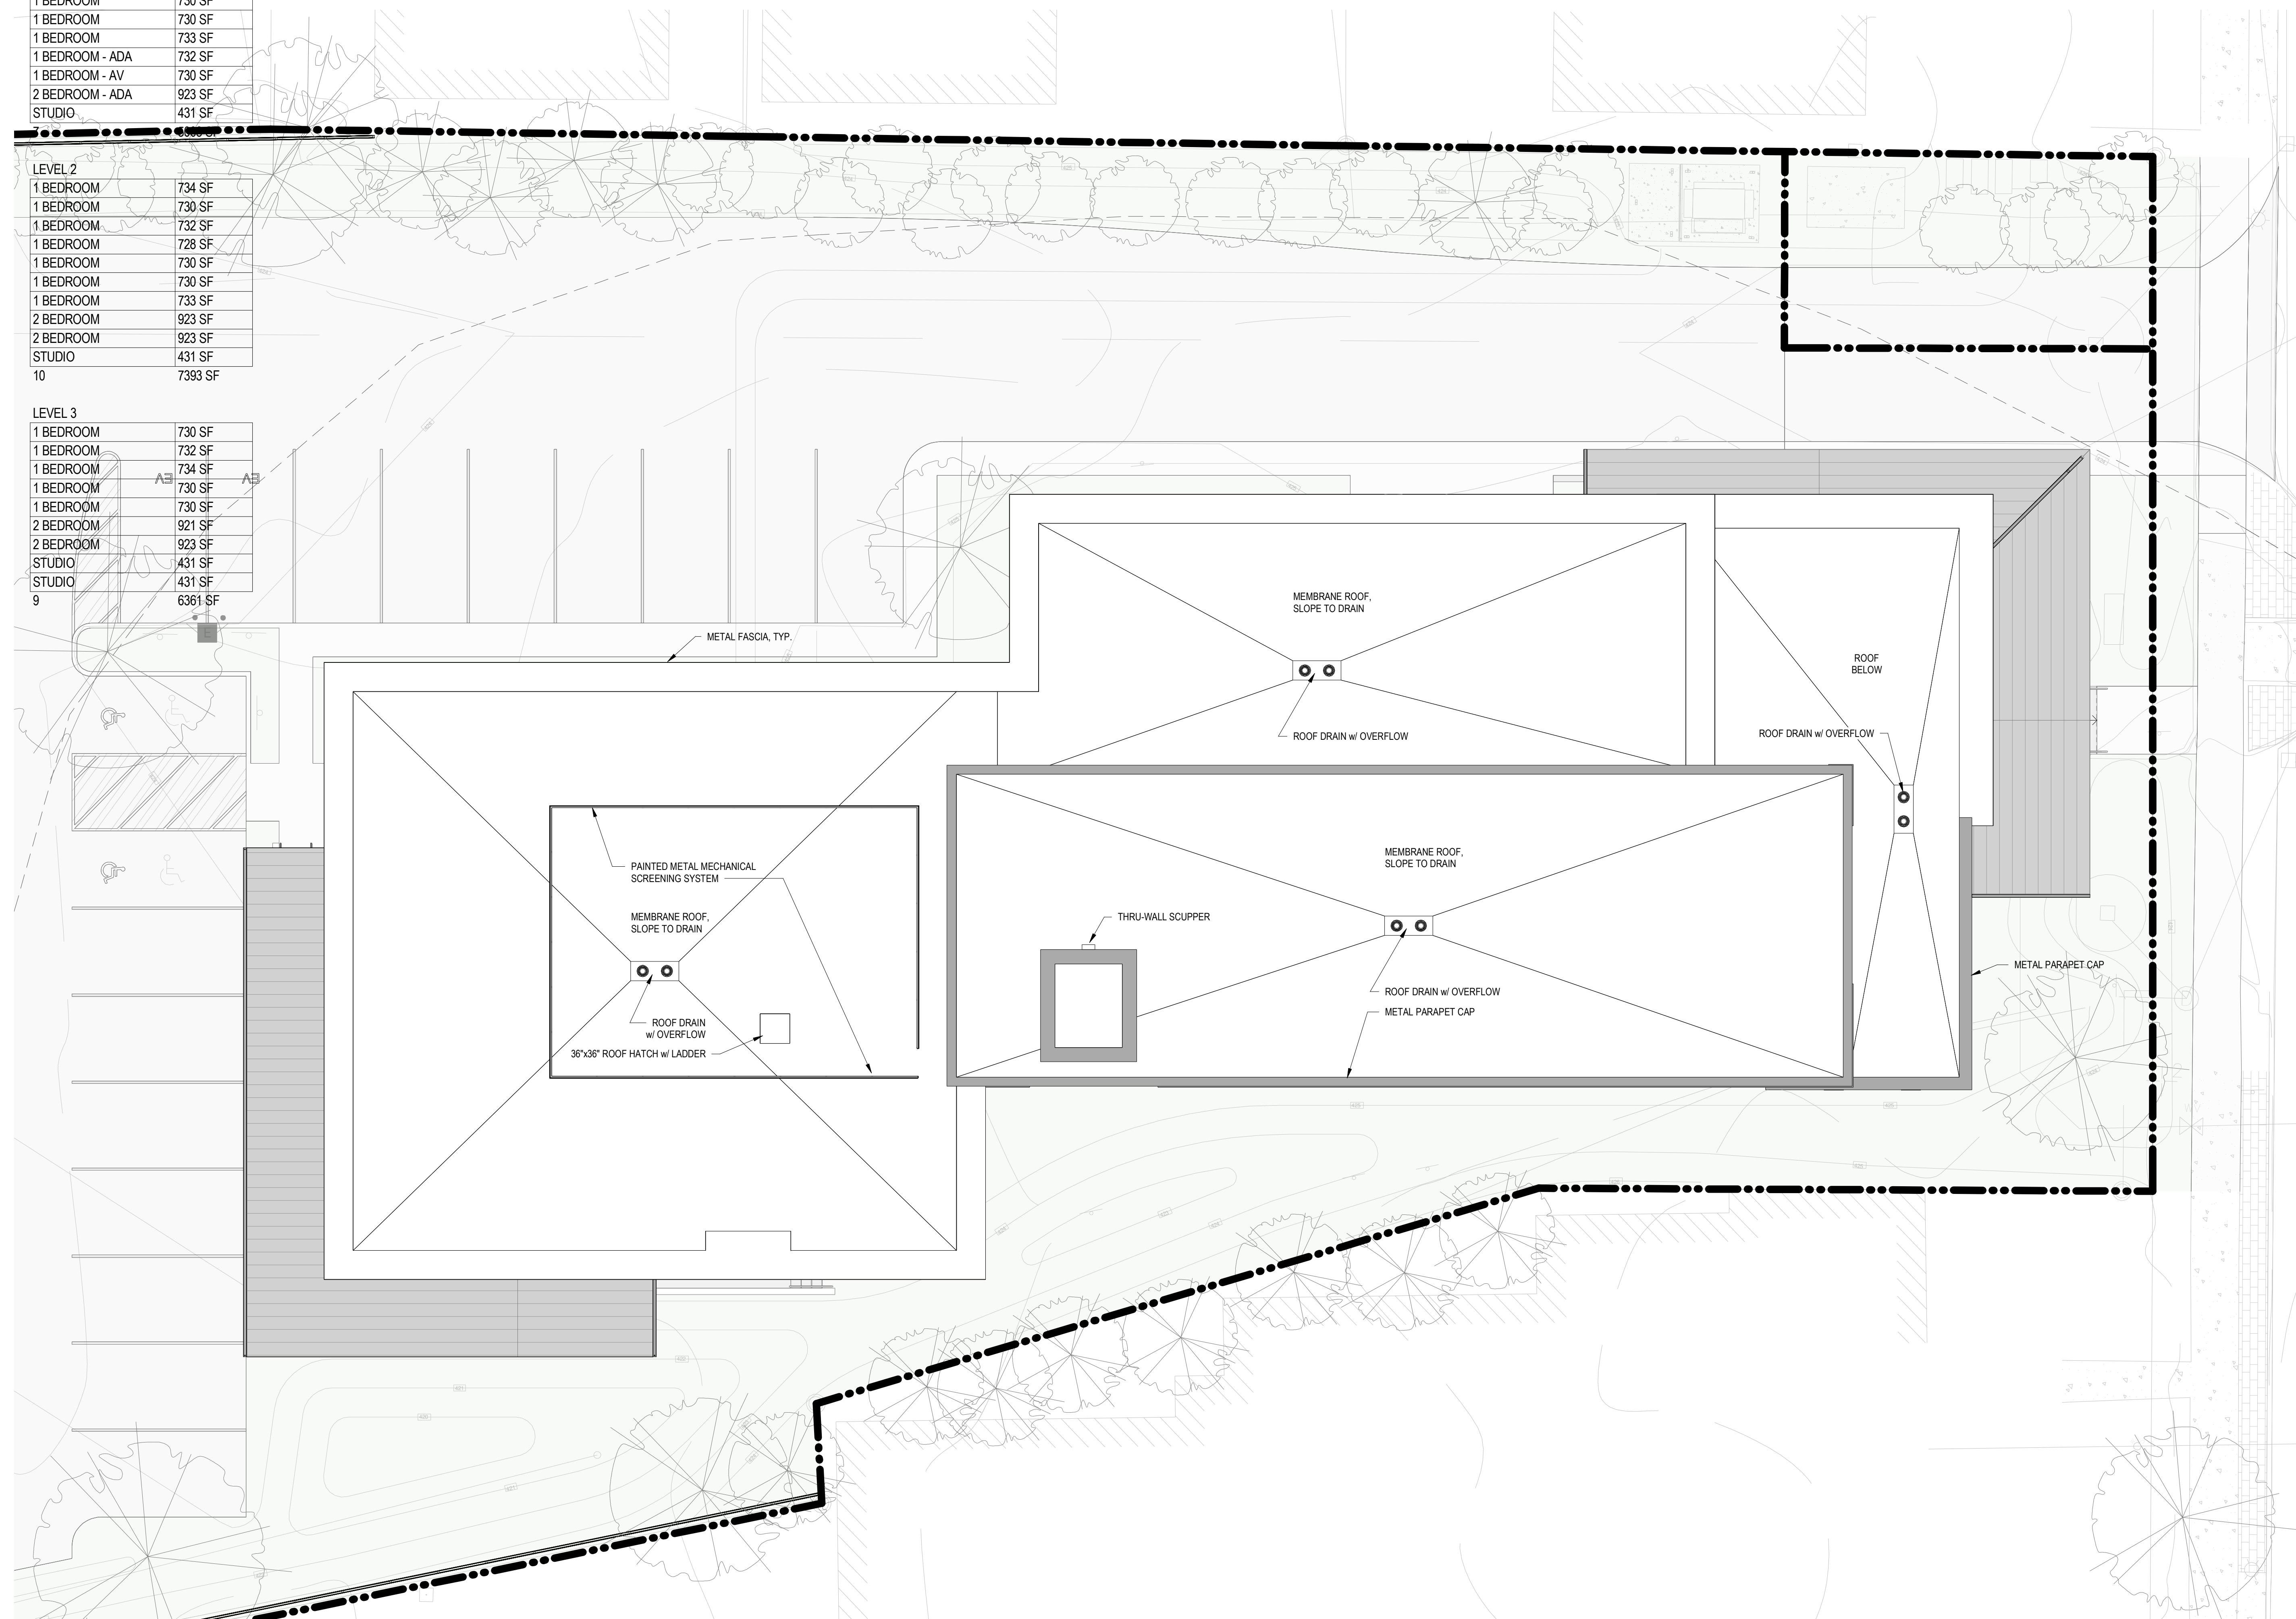 1 BEDROOM 730 SF
1 BEDROOM 730 SF
1 BEDROOM 733 SF
1 BEDROOM - ADA 732 SF
1 BEDROOM - AV 730 SF
2 BEDROOM - ADA 923 SF
STUDIO 431 SF
LEVEL 2
1 BEDROOM 734 SF
1 BEDROOM 730 SF
1 BEDROOM 732 SF
1 BEDROOM 728 SF
1 BEDROOM 730 SF
1 BEDROOM 730 SF
1 BEDROOM 733 SF
2 BEDROOM 923 SF
2 BEDROOM 923 SF
STUDIO 431 SF
10 7393 SF
LEVEL 3
1 BEDROOM 730 SF
1 BEDROOM 732 SF
1 BEDROOM 734 SF
1 BEDROOM 730 SF
1 BEDROOM 730 SF
2 BEDROOM 921 SF
2 BEDROOM 923 SF
STUDIO 431 SF
STUDIO 431 SF
9 6361 SF
EV EV
E
METAL FASCIA, TYP.
MEMBRANE ROOF,
SLOPE TO DRAIN
ROOF DRAIN w/ OVERFLOW
ROOF
BELOW
ROOF DRAIN w/ OVERFLOW
PAINTED METAL MECHANICAL
SCREENING SYSTEM
MEMBRANE ROOF,
SLOPE TO DRAIN
ROOF DRAIN
w/ OVERFLOW
36"x36" ROOF HATCH w/ LADDER
MEMBRANE ROOF,
SLOPE TO DRAIN
THRU-WALL SCUPPER
ROOF DRAIN w/ OVERFLOW
METAL PARAPET CAP
METAL PARAPET CAP